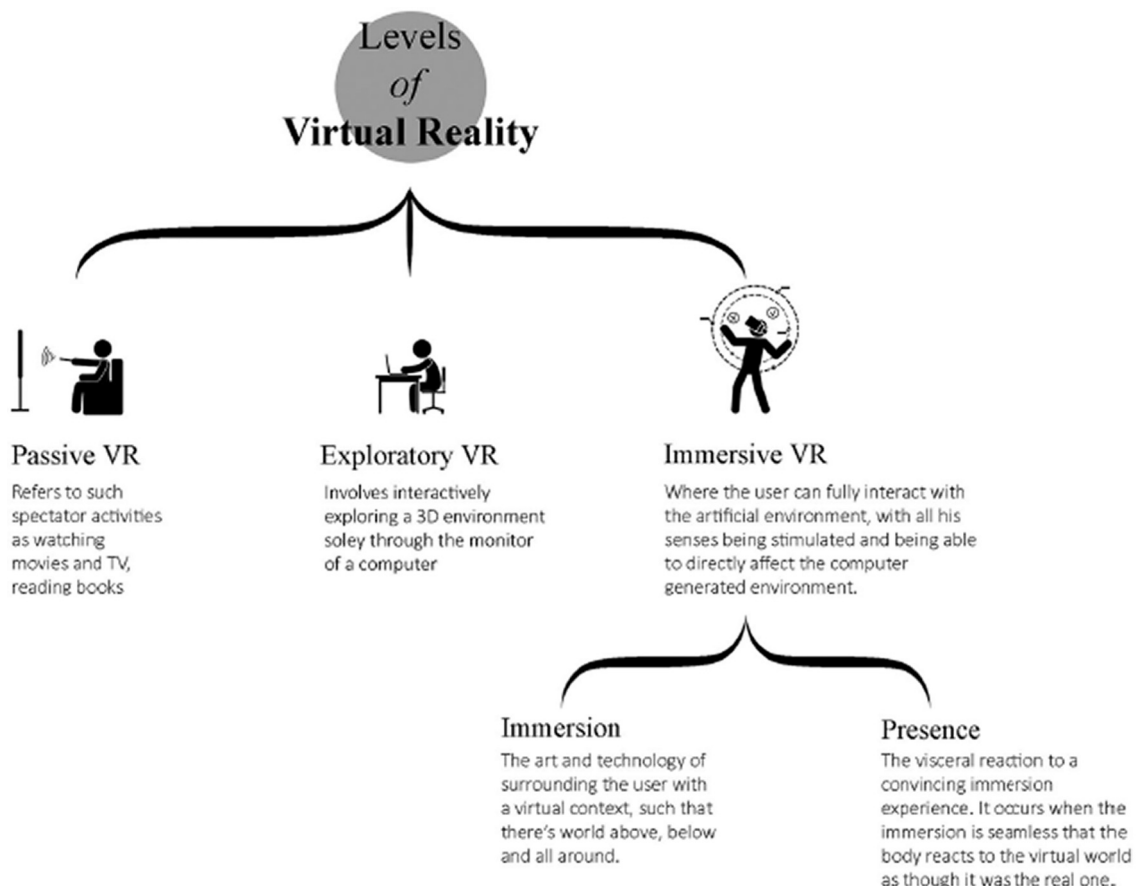 Levels
of
Virtual Reality
Passive VR
Refers to such
spectator activities
as watching
movies and TV,
reading books
Exploratory VR
Involves interactively
exploring a 3D environment
soley through the monitor
of a computer
Immersive VR
Where the user can fully interact with
the artificial environment, with all his
senses being stimulated and being able
to directly affect the computer
generated environment.
Immersion
The art and technology of
surrounding the user with
a virtual context, such that
there's world above, below
and all around.
Presence
The visceral reaction to a
convincing immersion
experience. It occurs when the
immersion is seamless that the
body reacts to the virtual world
as though it was the real one.